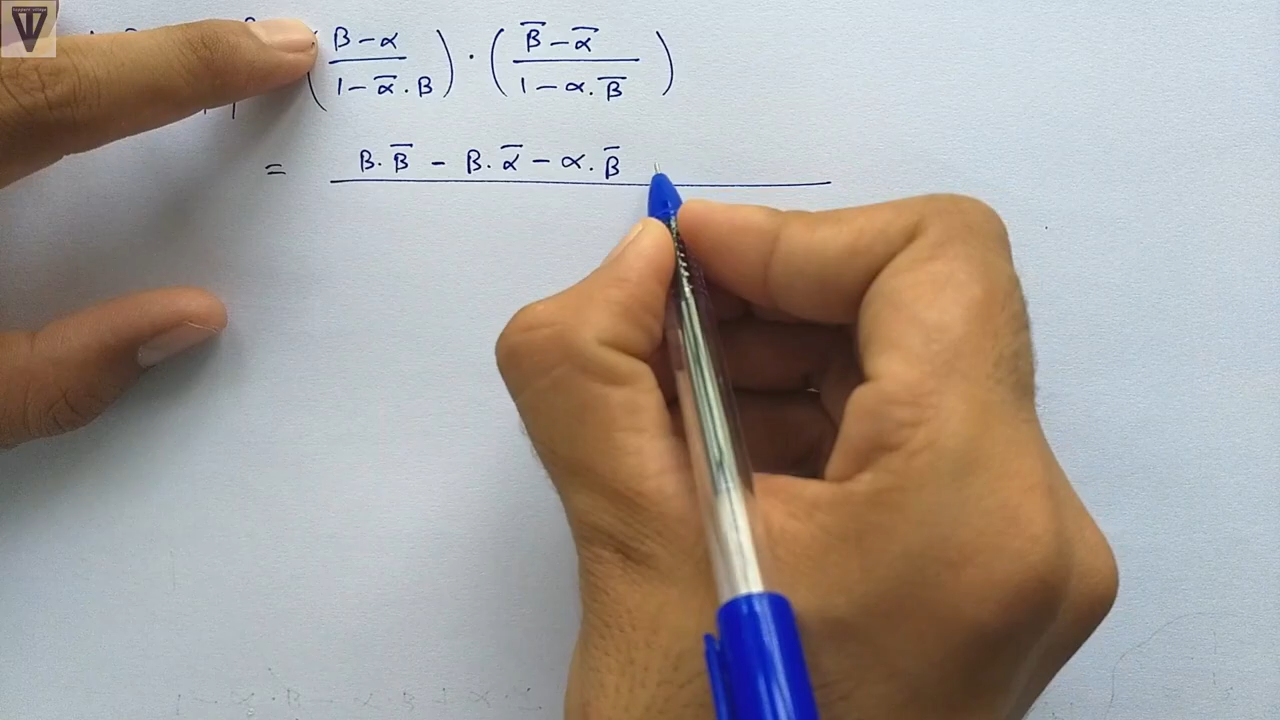 (β − α / 1 − ᾱ . β) · (β̄ − ᾱ / 1 − α . β̄)
= β . β̄ − β . ᾱ − α . β̄